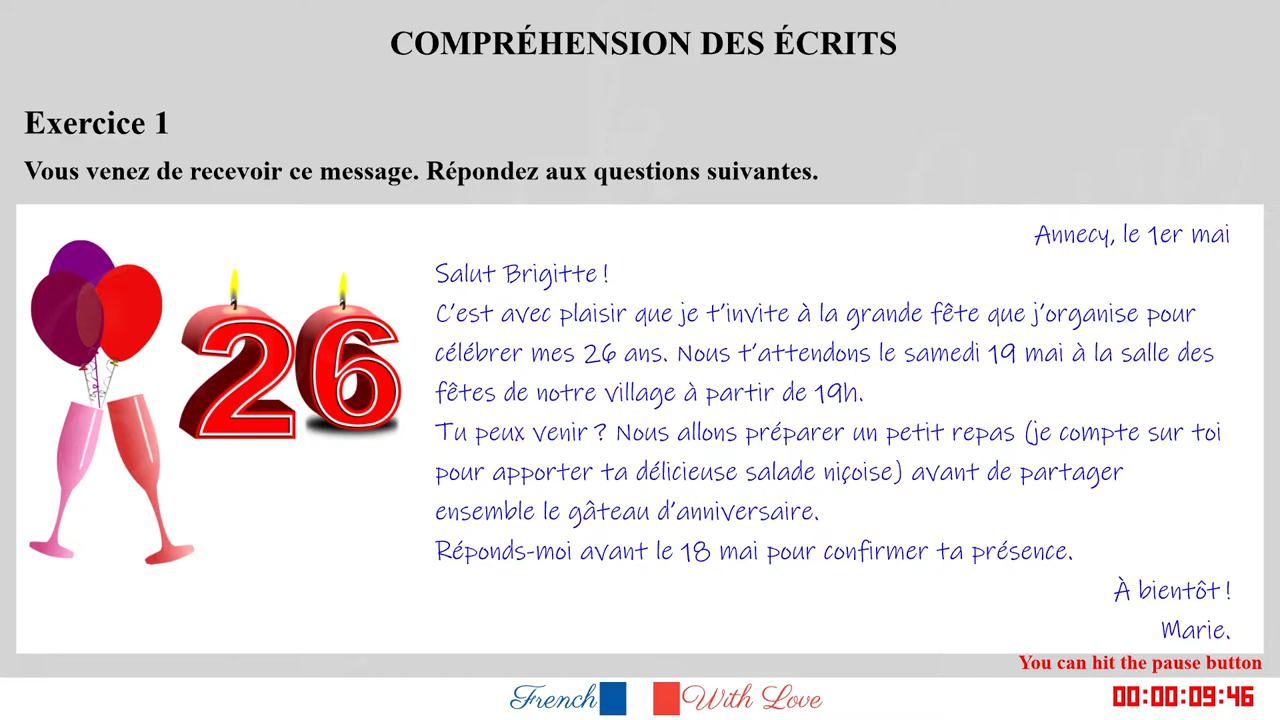 COMPRÉHENSION DES ÉCRITS
Exercice 1
Vous venez de recevoir ce message. Répondez aux questions suivantes.
26
Annecy, le 1er mai
Salut Brigitte !
C'est avec plaisir que je t'invite à la grande fête que j'organise pour
célébrer mes 26 ans. Nous t'attendons le samedi 19 mai à la salle des
fêtes de notre village à partir de 19h.
Tu peux venir ? Nous allons préparer un petit repas (je compte sur toi
pour apporter ta délicieuse salade niçoise) avant de partager
ensemble le gâteau d'anniversaire.
Réponds-moi avant le 18 mai pour confirmer ta présence.
À bientôt !
Marie.
You can hit the pause button
French With Love
00:00:09:46